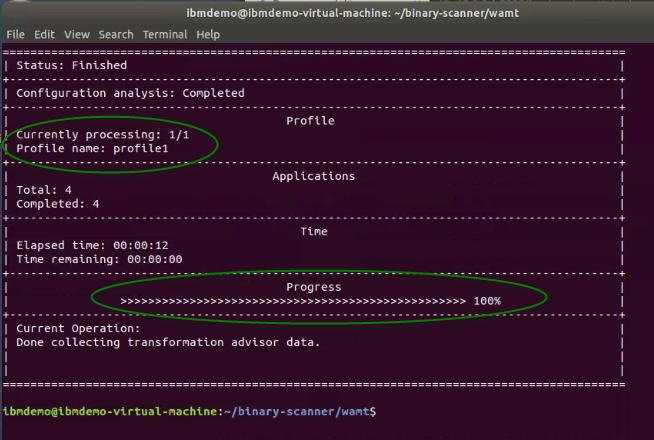 ibmdemo@ibmdemo-virtual-machine: ~/binary-scanner/wamt
File Edit View Search Terminal Help
| Status: Finished |
| Configuration analysis: Completed
Profile
| Currently processing: 1/1 |
| Profile name: profile1 |
Applications
| Total: 4
| Completed: 4
Time
| Elapsed time: 00:00:12
| Time remaining: 00:00:00
Progress
>>>>>>>>>>>>>>>>>>>>>>>>>>>>>>>>>>>>>>>>>>>>>>>>>> 100%
| Current Operation: |
| Done collecting transformation advisor data. |
ibmdemo@ibmdemo-virtual-machine:~/binary-scanner/wamt$